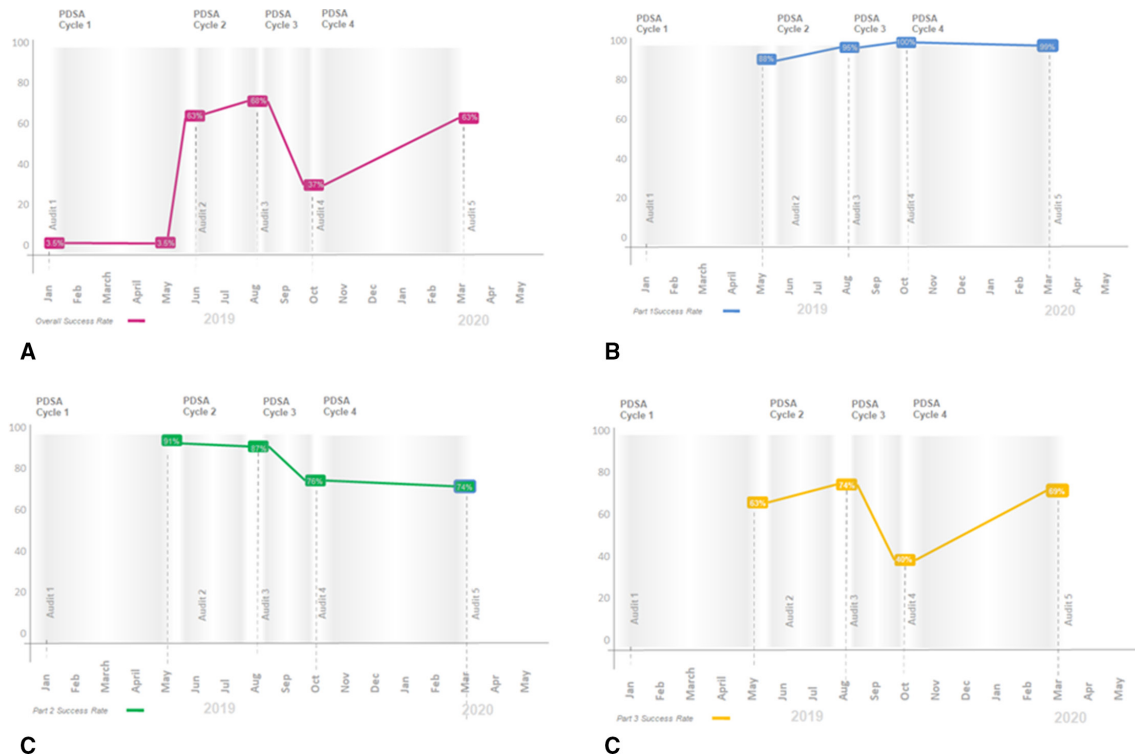 PDSA Cycle 1
PDSA Cycle 2
PDSA Cycle 3
PDSA Cycle 4
100
80
60
40
20
0
3.5%
3.5%
63%
68%
37%
63%
Audit 1
Audit 2
Audit 3
Audit 4
Audit 5
Jan Feb March April May Jun Jul Aug Sep Oct Nov Dec Jan Feb Mar Apr May
Overall Success Rate
2019
2020
A
PDSA Cycle 1
PDSA Cycle 2
PDSA Cycle 3
PDSA Cycle 4
100
80
60
40
20
0
88%
96%
100%
99%
Audit 1
Audit 2
Audit 3
Audit 4
Audit 5
Jan Feb March April May Jun Jul Aug Sep Oct Nov Dec Jan Feb Mar Apr May
Part 1Success Rate
2019
2020
B
PDSA Cycle 1
PDSA Cycle 2
PDSA Cycle 3
PDSA Cycle 4
100
80
60
40
20
0
91%
87%
76%
74%
Audit 1
Audit 2
Audit 3
Audit 4
Audit 5
Jan Feb March April May Jun Jul Aug Sep Oct Nov Dec Jan Feb Mar Apr May
Part 2 Success Rate
2019
2020
C
PDSA Cycle 1
PDSA Cycle 2
PDSA Cycle 3
PDSA Cycle 4
100
80
60
40
20
0
63%
74%
40%
69%
Audit 1
Audit 2
Audit 3
Audit 4
Audit 5
Jan Feb March April May Jun Jul Aug Sep Oct Nov Dec Jan Feb Mar Apr May
Part 3 Success Rate
2019
2020
C